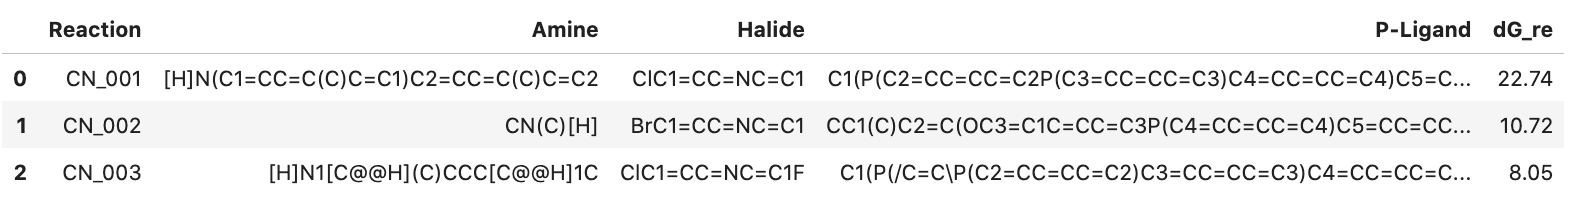 Reaction Amine Halide P-Ligand dG_re
0 CN_001 [H]N(C1=CC=C(C)C=C1)C2=CC=C(C)C=C2 ClC1=CC=NC=C1 C1(P(C2=CC=CC=C2P(C3=CC=CC=C3)C4=CC=CC=C4)C5=C... 22.74
1 CN_002 CN(C)[H] BrC1=CC=NC=C1 CC1(C)C2=C(OC3=C1C=CC=C3P(C4=CC=CC=C4)C5=CC=CC... 10.72
2 CN_003 [H]N1[C@@H](C)CCC[C@@H]1C ClC1=CC=NC=C1F C1(P(/C=C\P(C2=CC=CC=C2)C3=CC=CC=C3)C4=CC=CC=C... 8.05